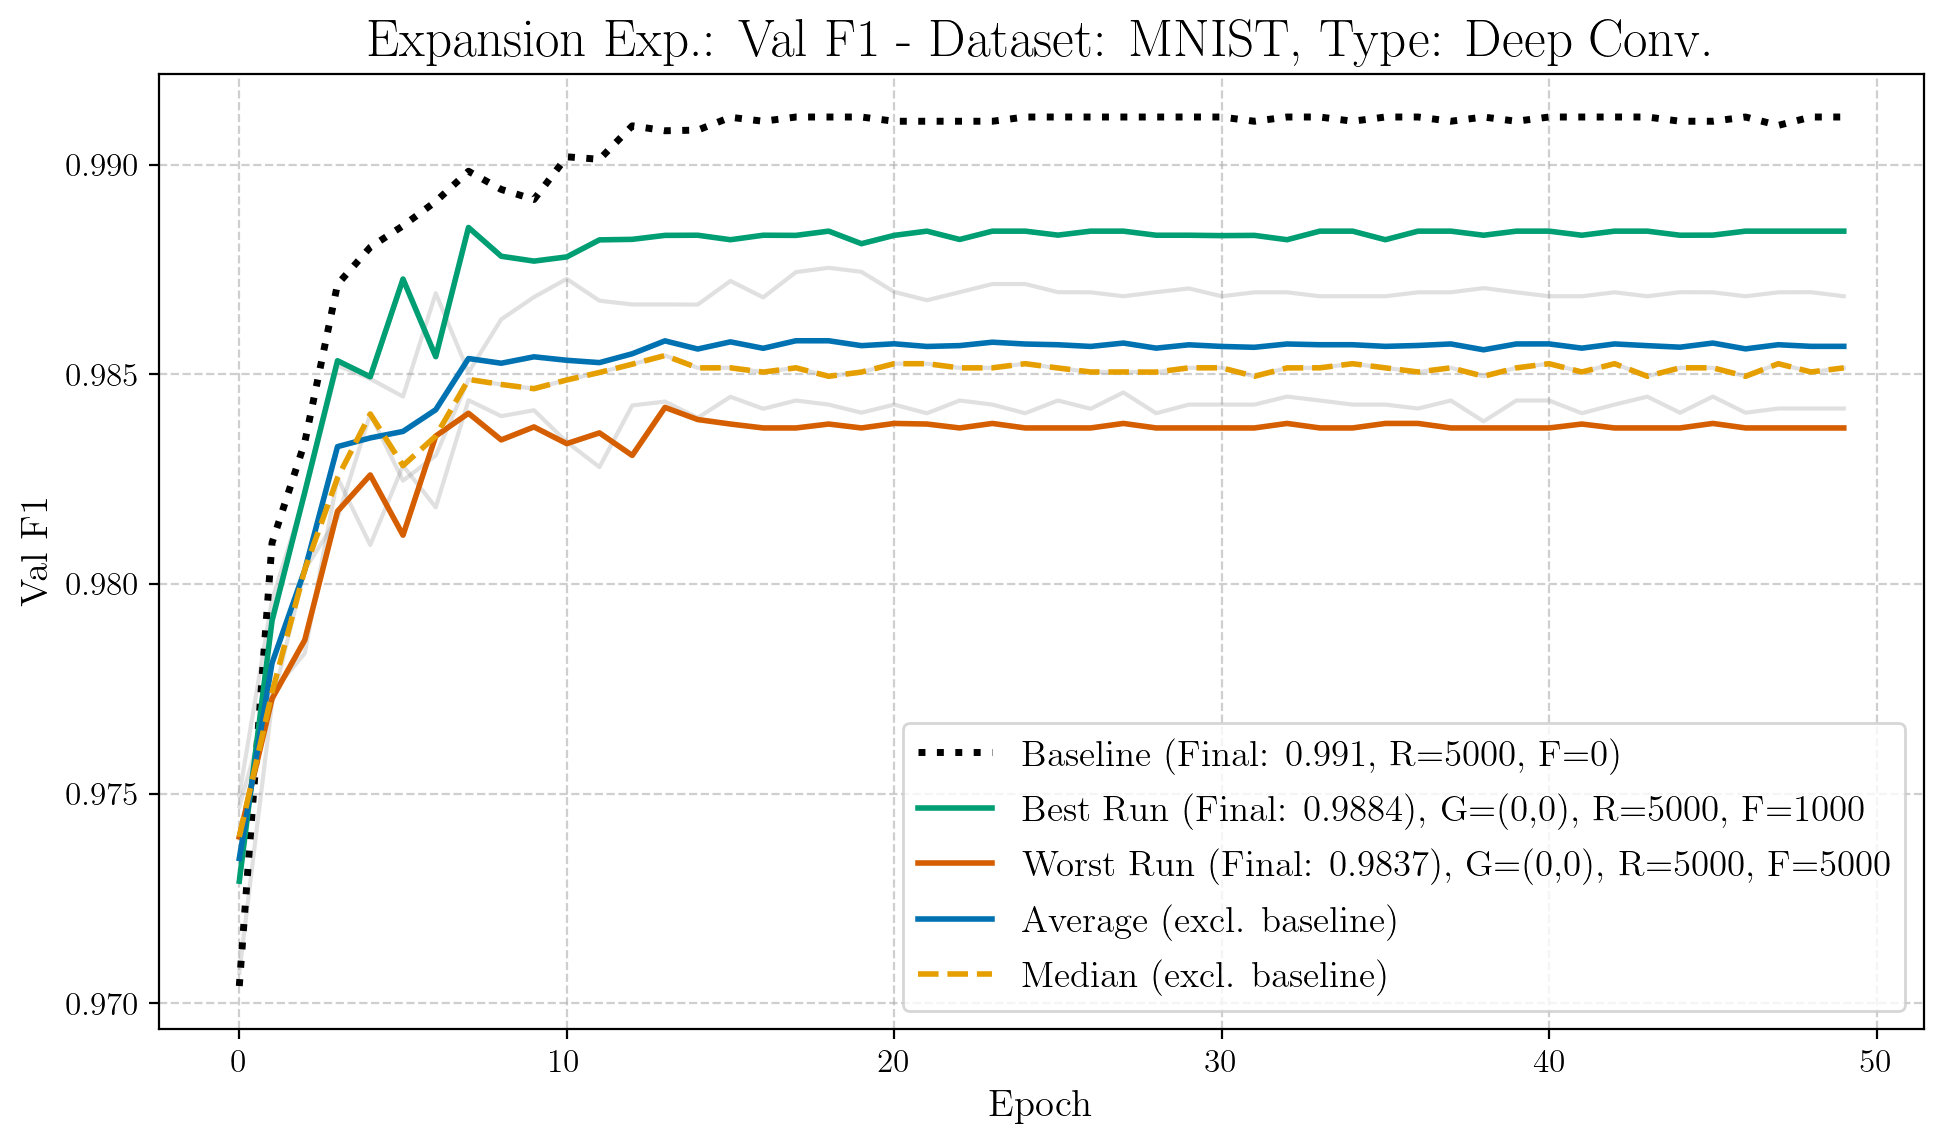 Expansion Exp.: Val F1 - Dataset: MNIST, Type: Deep Conv.
0.990
0.985
0.980
0.975
0.970
Val F1
0 10 20 30 40 50
Epoch
Baseline (Final: 0.991, R=5000, F=0)
Best Run (Final: 0.9884), G=(0,0), R=5000, F=1000
Worst Run (Final: 0.9837), G=(0,0), R=5000, F=5000
Average (excl. baseline)
Median (excl. baseline)